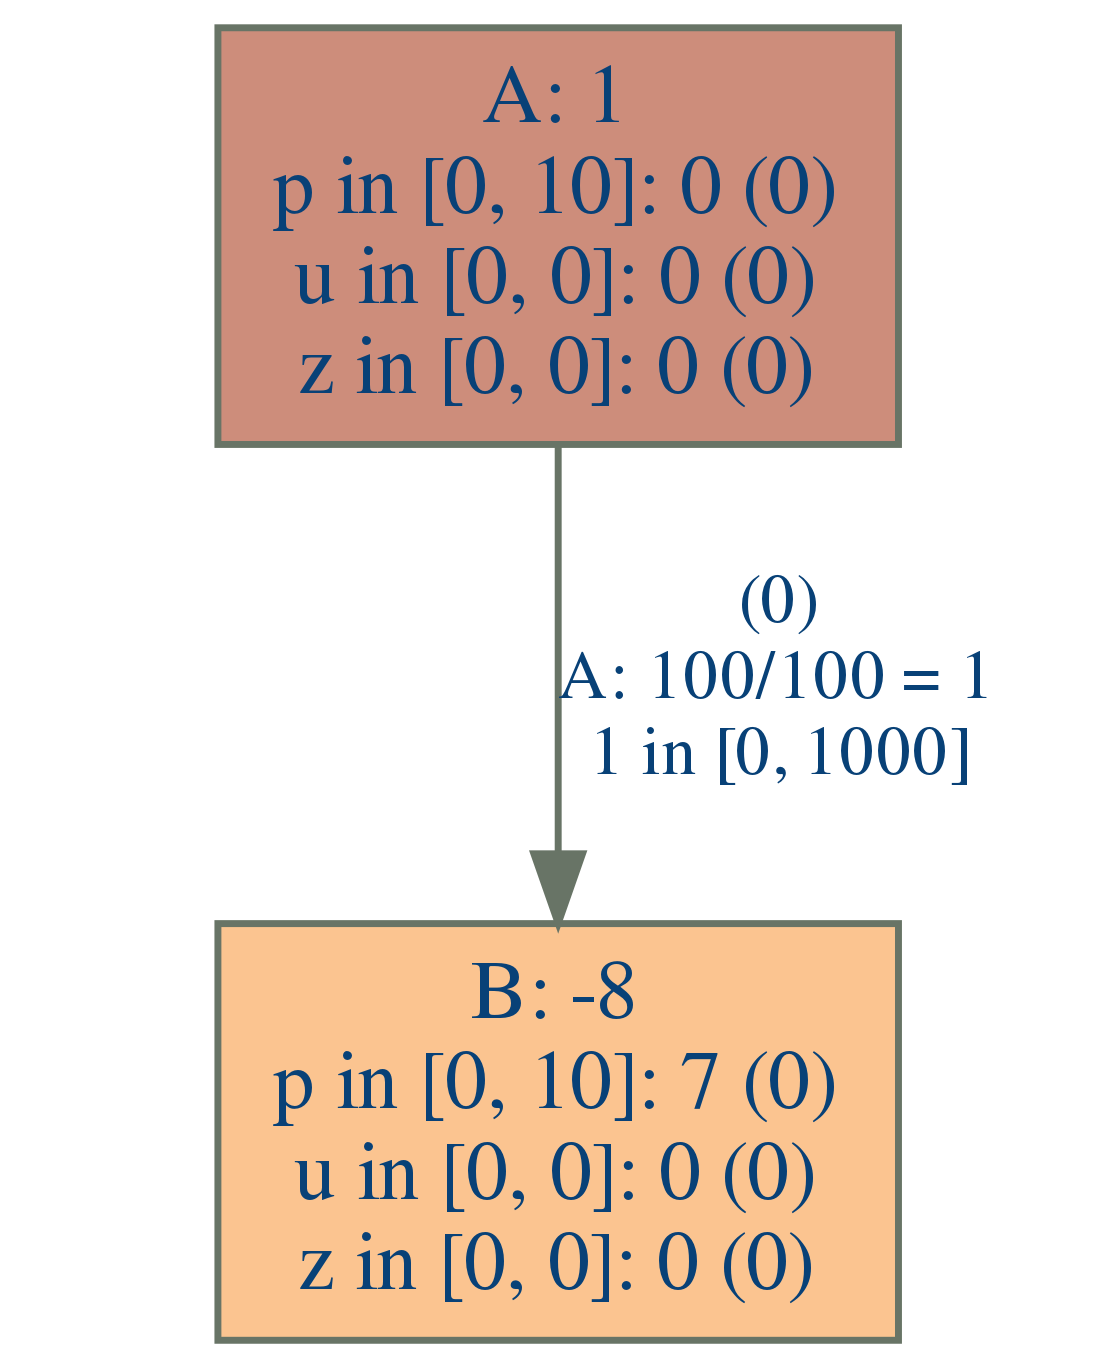 A: 1
p in [0, 10]: 0 (0)
u in [0, 0]: 0 (0)
z in [0, 0]: 0 (0)
(0)
A: 100/100 = 1
1 in [0, 1000]
B: -8
p in [0, 10]: 7 (0)
u in [0, 0]: 0 (0)
z in [0, 0]: 0 (0)